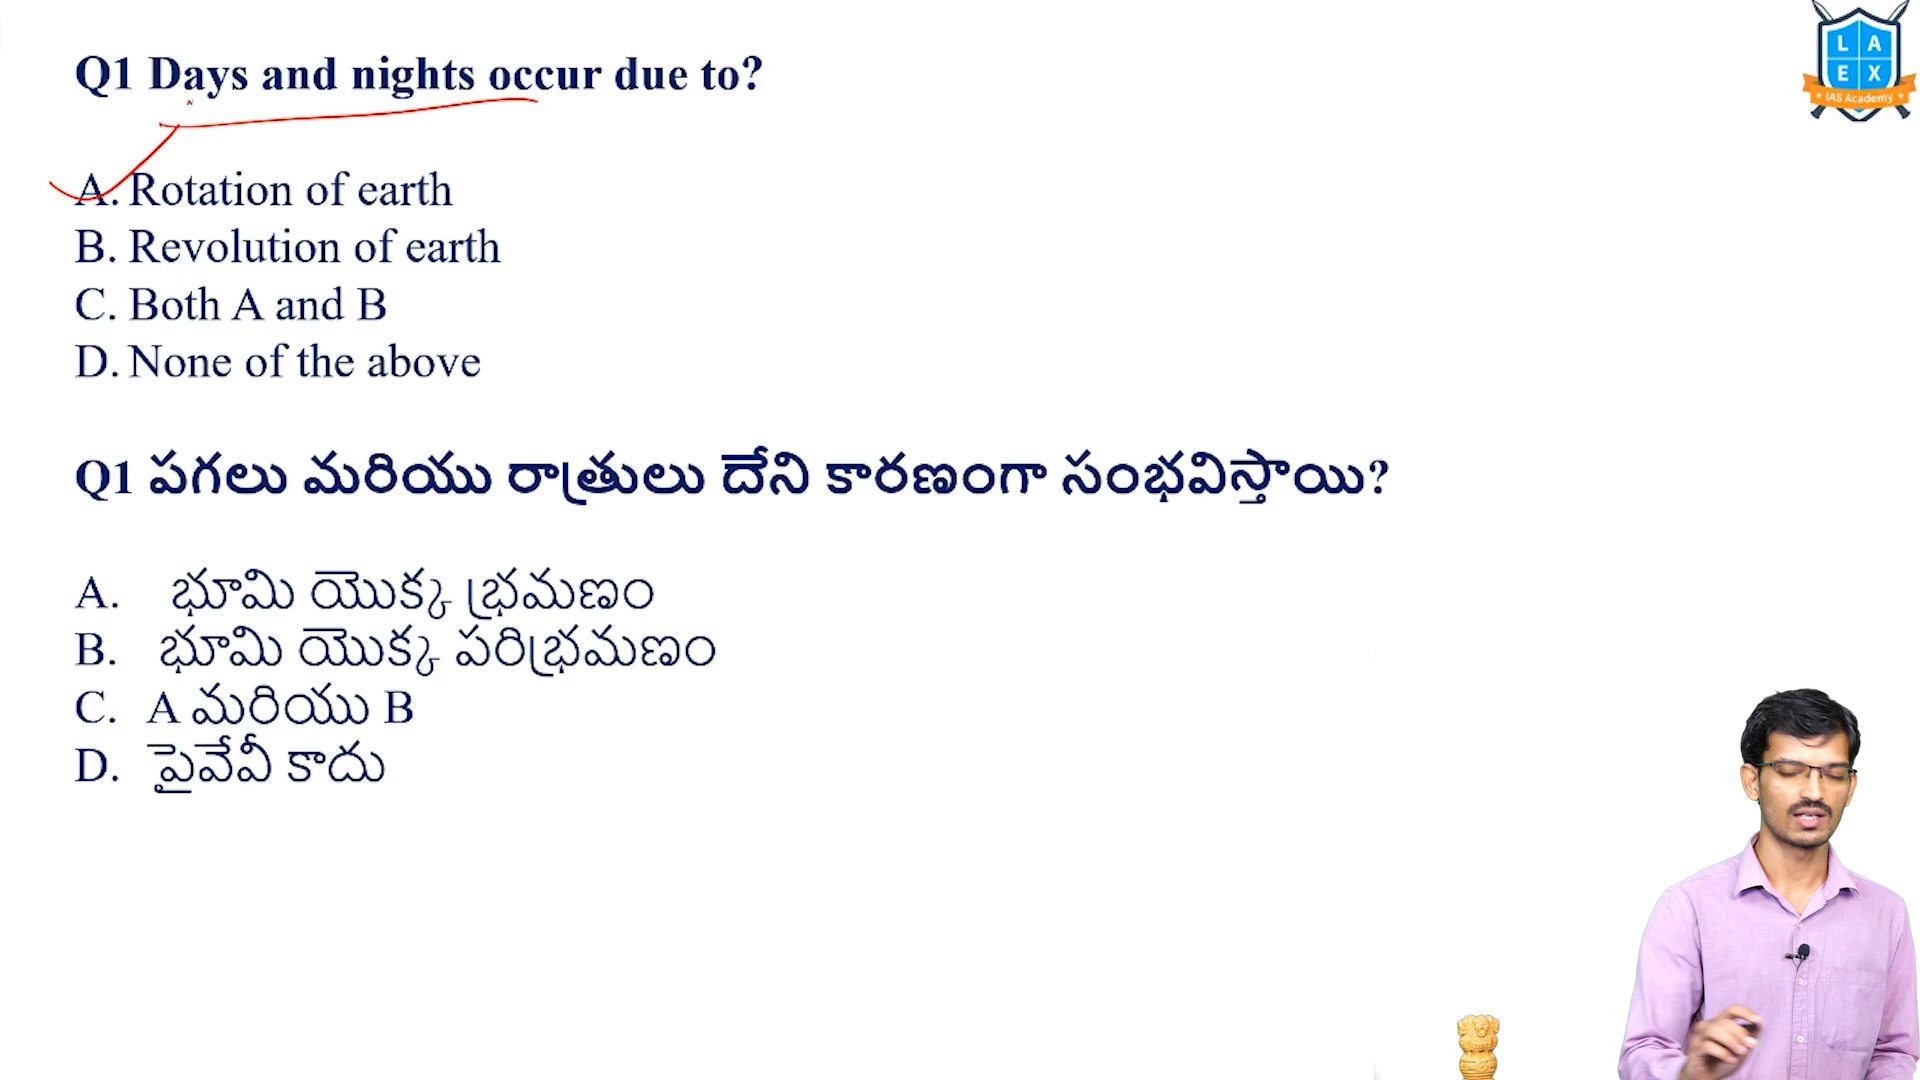 Q1 Days and nights occur due to?
A. Rotation of earth
B. Revolution of earth
C. Both A and B
D. None of the above
Q1 పగలు మరియు రాత్రులు దేని కారణంగా సంభవిస్తాయి?
A. భూమి యొక్క భ్రమణం
B. భూమి యొక్క పరిభ్రమణం
C. A మరియు B
D. పైవేవీ కాదు
L A
E X
IAS Academy